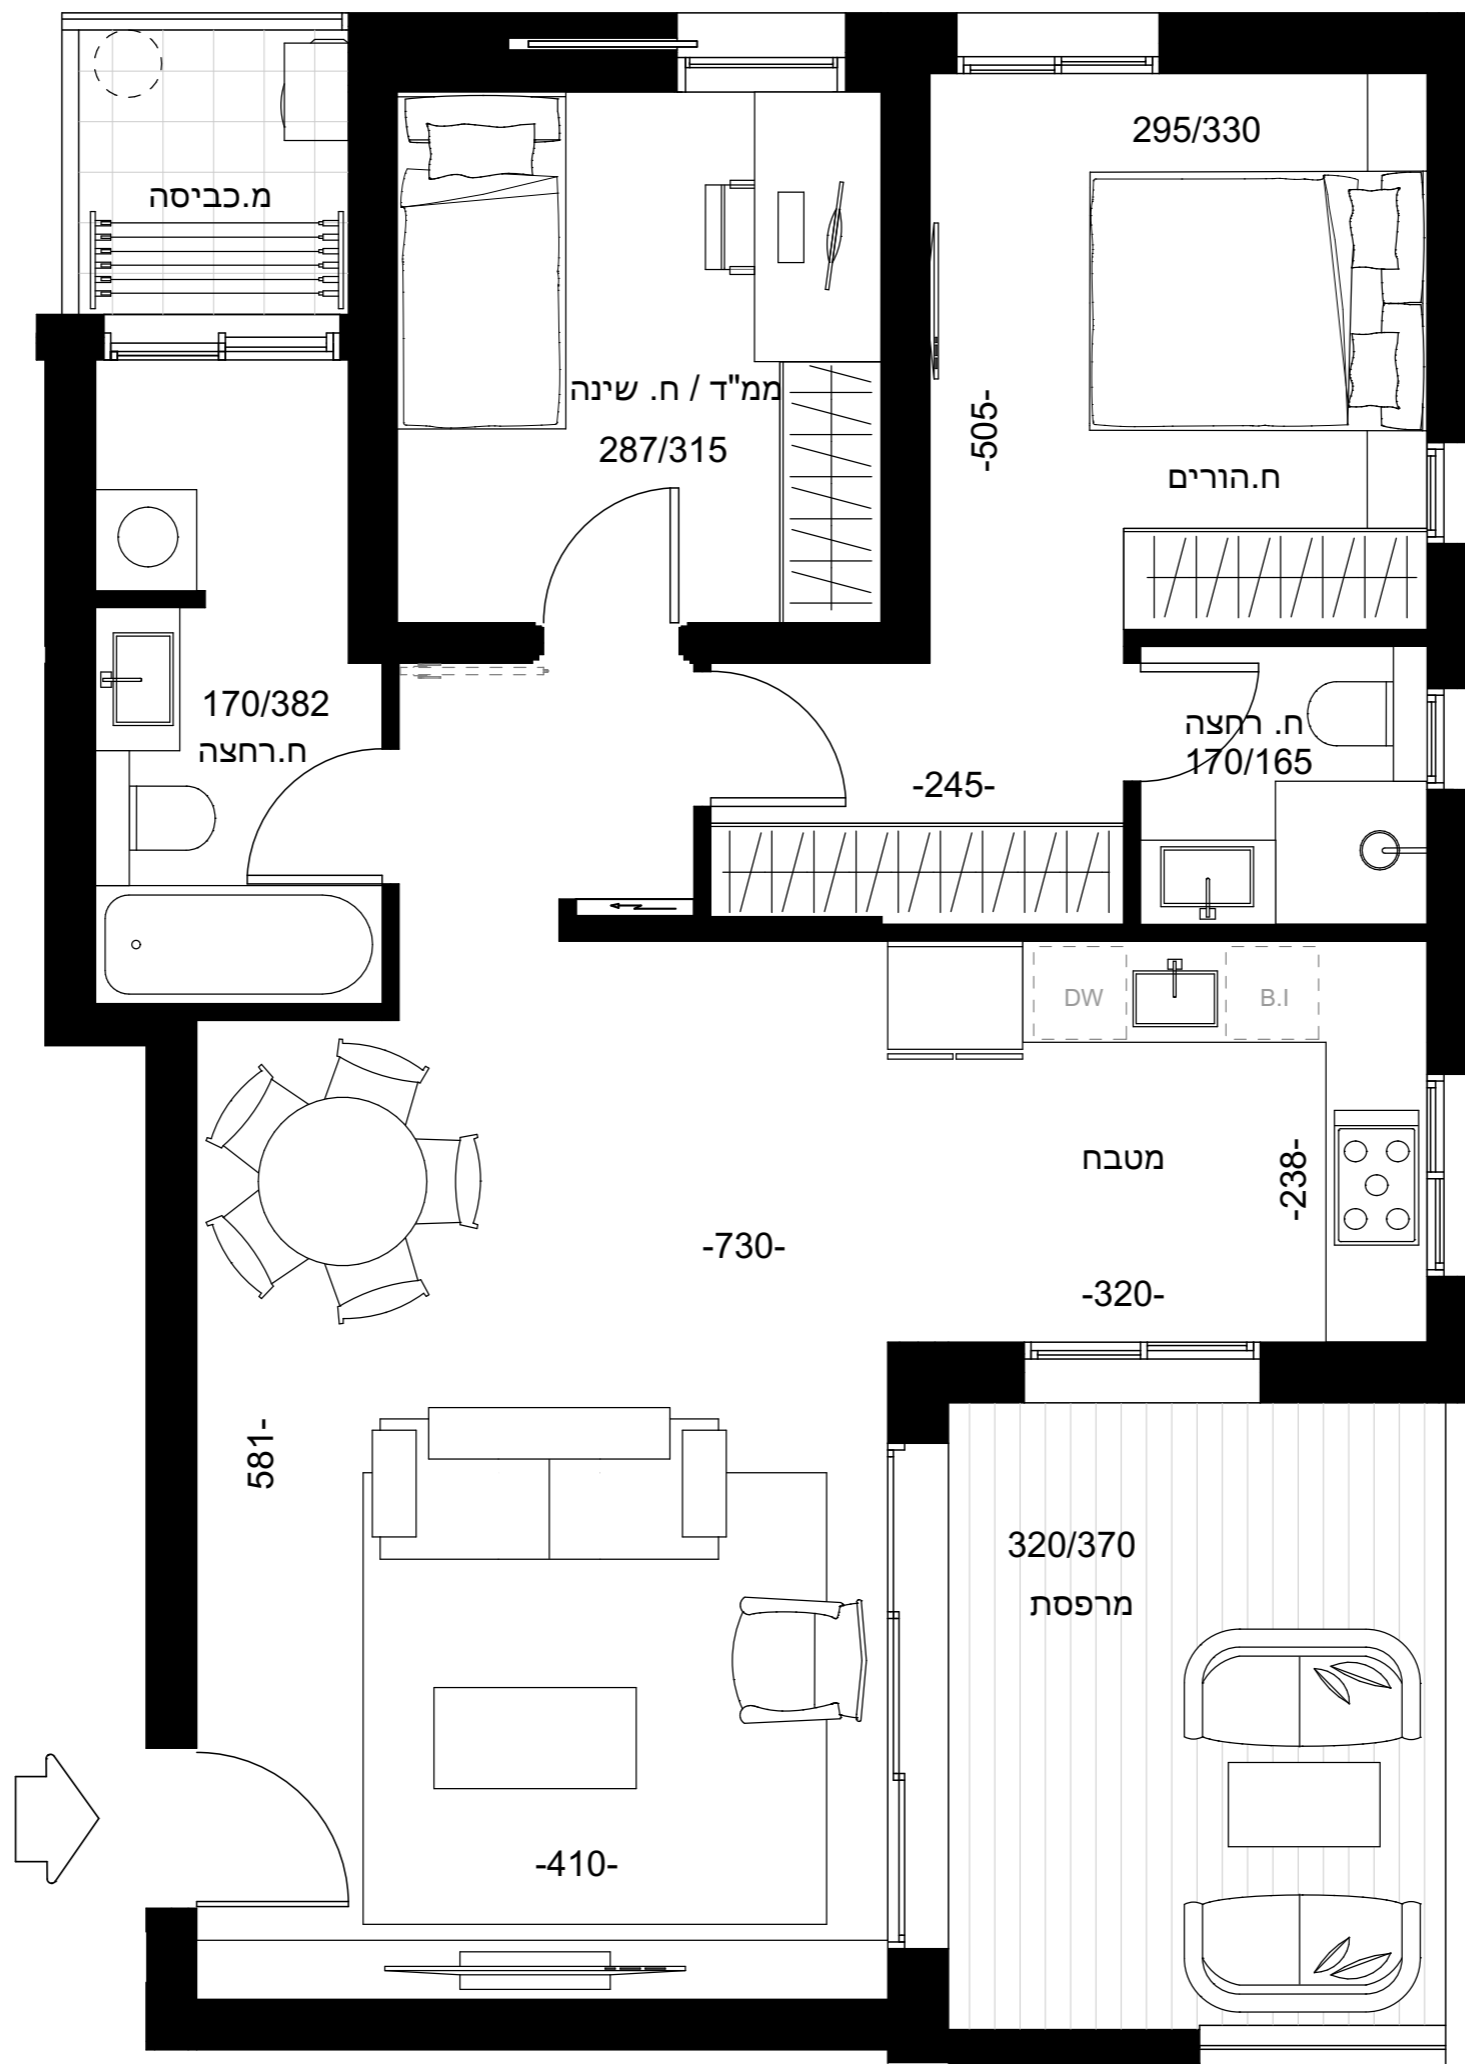 295/330
מ.כביסה
ממ"ד / ח. שינה
287/315
-505-
ח.הורים
170/382
ח.רחצה
ח. רחצה
170/165
-245-
DW
B.I
מטבח
-238-
-730-
-320-
581-
320/370
מרפסת
-410-